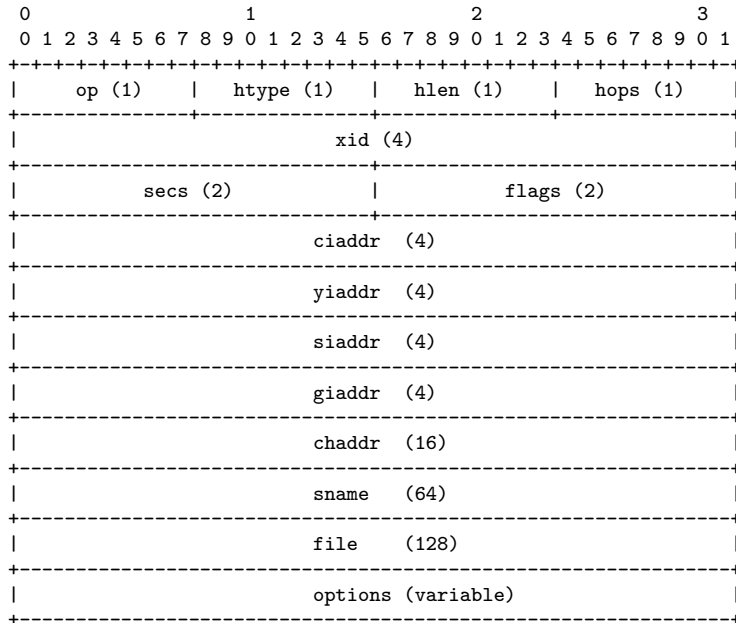 0                   1                   2                   3
0 1 2 3 4 5 6 7 8 9 0 1 2 3 4 5 6 7 8 9 0 1 2 3 4 5 6 7 8 9 0 1
+-+-+-+-+-+-+-+-+-+-+-+-+-+-+-+-+-+-+-+-+-+-+-+-+-+-+-+-+-+-+-+-+
|     op (1)    |   htype (1)   |   hlen (1)    |   hops (1)    |
+---------------+---------------+---------------+---------------+
|                            xid (4)                            |
+-------------------------------+-------------------------------+
|           secs (2)            |           flags (2)           |
+-------------------------------+-------------------------------+
|                          ciaddr  (4)                          |
+---------------------------------------------------------------+
|                          yiaddr  (4)                          |
+---------------------------------------------------------------+
|                          siaddr  (4)                          |
+---------------------------------------------------------------+
|                          giaddr  (4)                          |
+---------------------------------------------------------------+
|                          chaddr  (16)                         |
+---------------------------------------------------------------+
|                          sname   (64)                         |
+---------------------------------------------------------------+
|                          file    (128)                        |
+---------------------------------------------------------------+
|                          options (variable)                   |
+---------------------------------------------------------------+